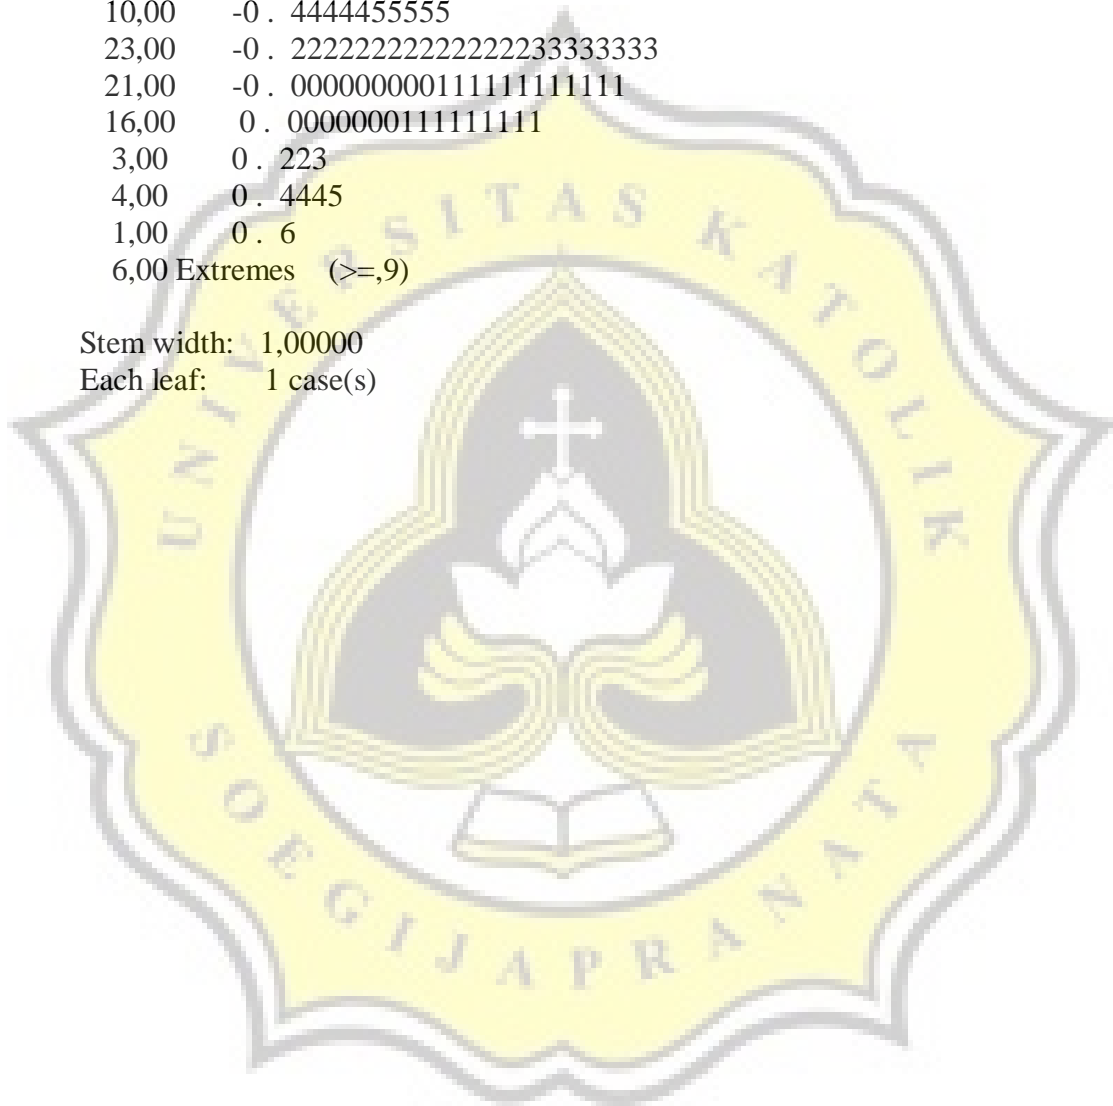 10,00 -0 . 4444455555
23,00 -0 . 22222222222222233333333
21,00 -0 . 000000000111111111111
16,00 0 . 0000000111111111
3,00 0 . 223
4,00 0 . 4445
1,00 0 . 6
6,00 Extremes (>=,9)
Stem width: 1,00000
Each leaf: 1 case(s)
UNIVERSITAS KATOLIK
SOEGIJAPRANATA